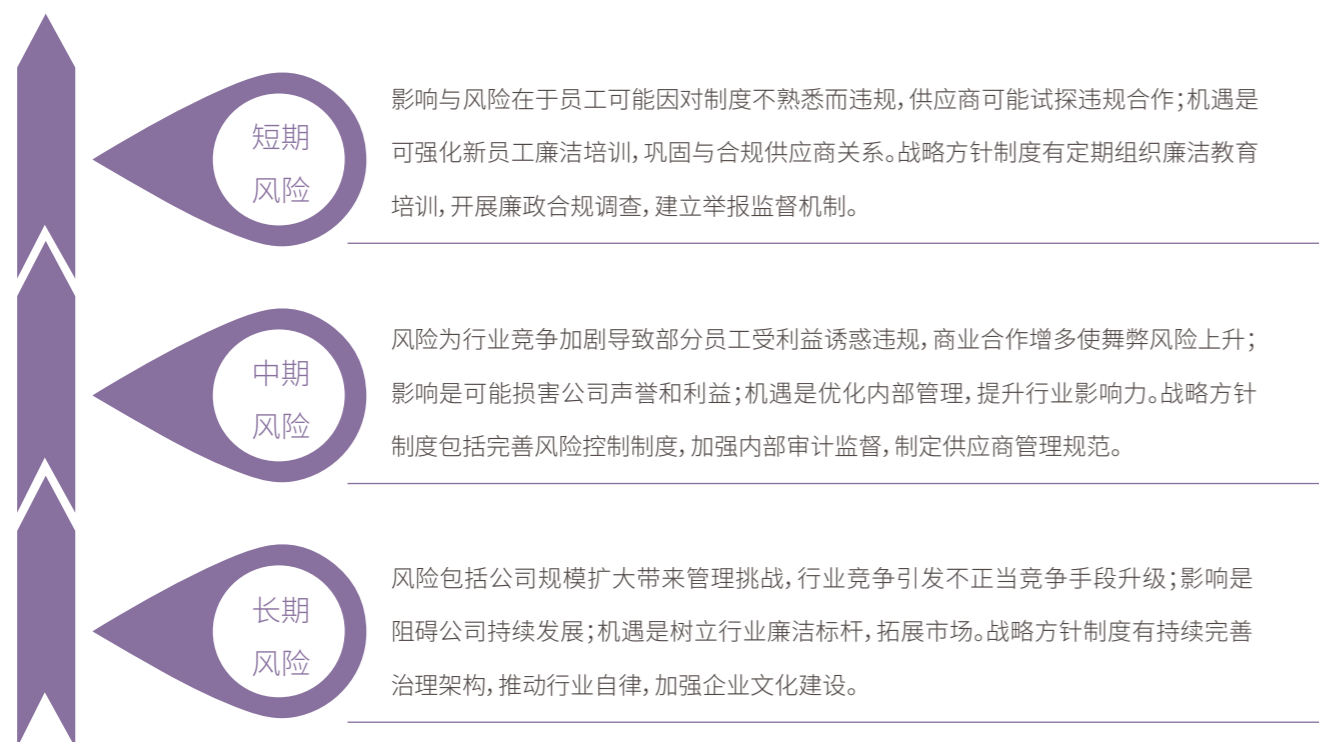 短期
风险
影响与风险在于员工可能因对制度不熟悉而违规，供应商可能试探违规合作；机遇是
可强化新员工廉洁培训，巩固与合规供应商关系。战略方针制度有定期组织廉洁教育
培训，开展廉政合规调查，建立举报监督机制。
中期
风险
风险为行业竞争加剧导致部分员工受利益诱惑违规，商业合作增多使舞弊风险上升；
影响是可能损害公司声誉和利益；机遇是优化内部管理，提升行业影响力。战略方针
制度包括完善风险控制制度，加强内部审计监督，制定供应商管理规范。
长期
风险
风险包括公司规模扩大带来管理挑战，行业竞争引发不正当竞争手段升级；影响是
阻碍公司持续发展；机遇是树立行业廉洁标杆，拓展市场。战略方针制度有持续完善
治理架构，推动行业自律，加强企业文化建设。